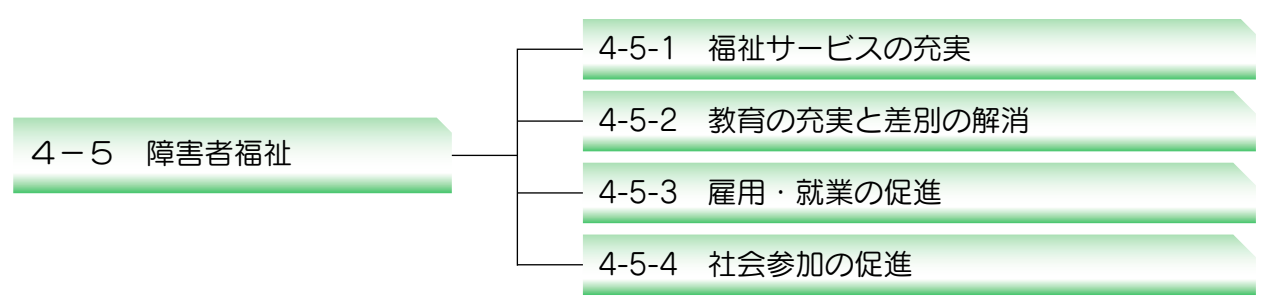 4−5　障害者福祉
4-5-1　福祉サービスの充実
4-5-2　教育の充実と差別の解消
4-5-3　雇用・就業の促進
4-5-4　社会参加の促進